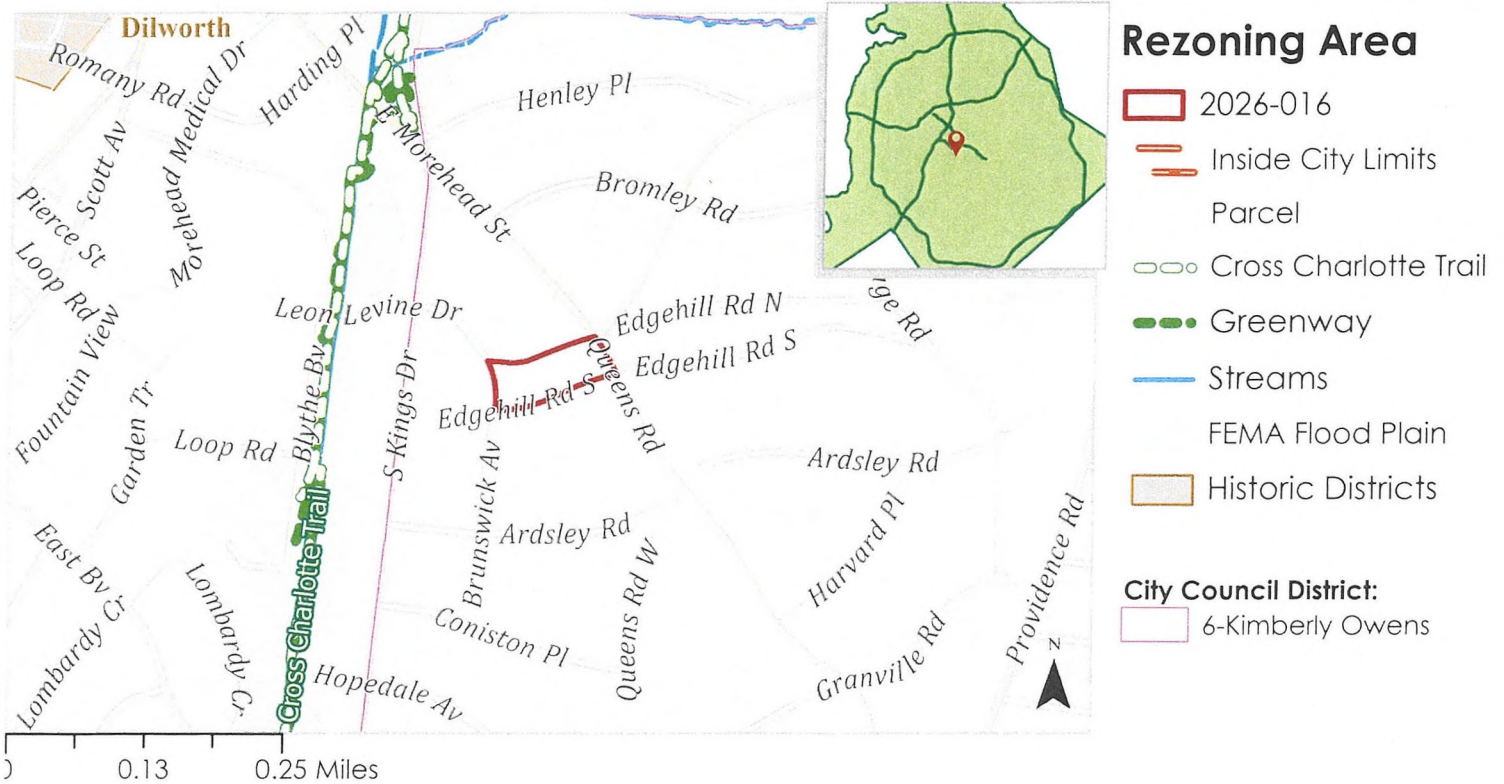 Dilworth
Romany Rd
Morehead Medical Dr
Harding Pl
Henley Pl
E Morehead St
Scott Av
Bromley Rd
Pierce St
Loop Rd
Leon Levine Dr
Edgehill Rd N
ge Rd
Fountain View
Queens Rd
Edgehill Rd S
Edgehill Rd S
Blythe Bv
S Kings Dr
Garden Tr
Loop Rd
Ardsley Rd
Brunswick Av
Ardsley Rd
Harvard Pl
Providence Rd
East Bv
Cross Charlotte Trail
Lombardy Cr
Lombardy Cr
Queens Rd W
Coniston Pl
Granville Rd
Hopedale Av
N
0.13
0.25 Miles
Rezoning Area
2026-016
Inside City Limits
Parcel
Cross Charlotte Trail
Greenway
Streams
FEMA Flood Plain
Historic Districts
City Council District:
6-Kimberly Owens